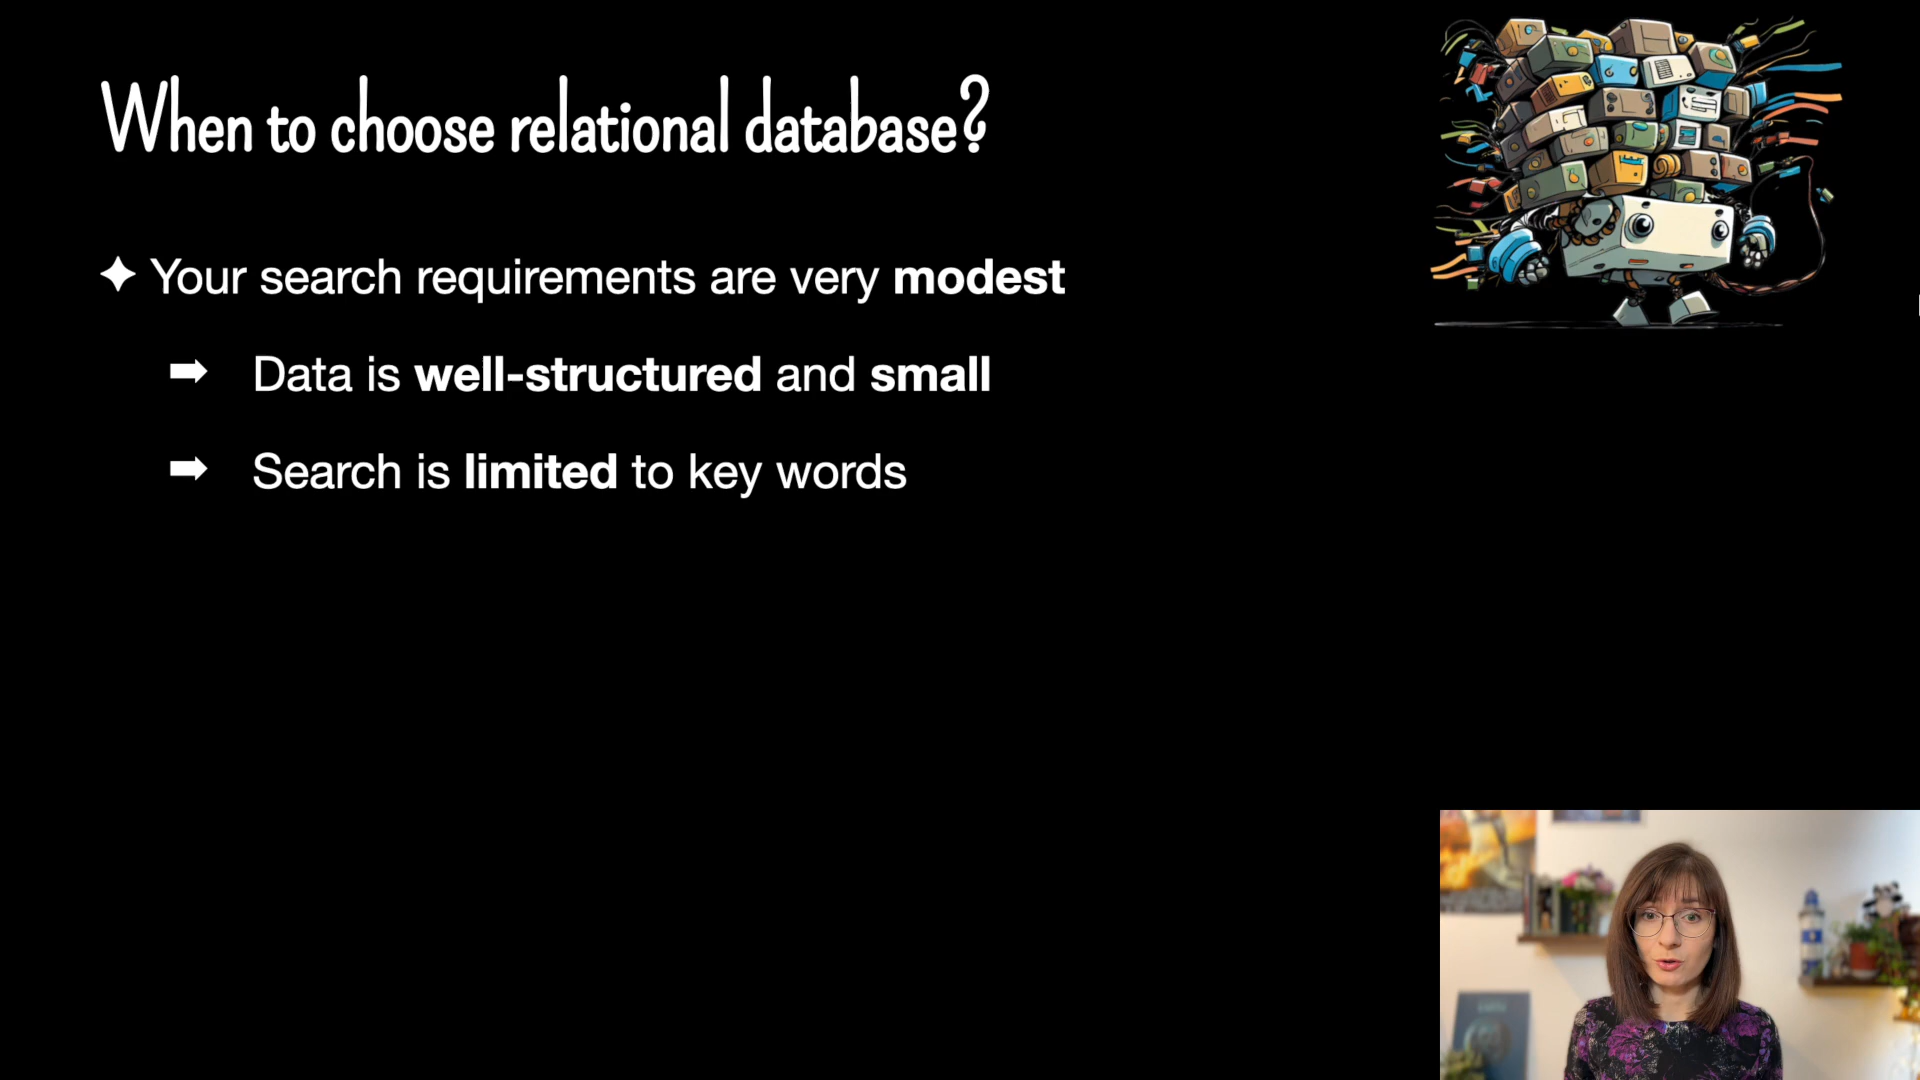 When to choose relational database?
✦ Your search requirements are very modest
➡ Data is well-structured and small
➡ Search is limited to key words